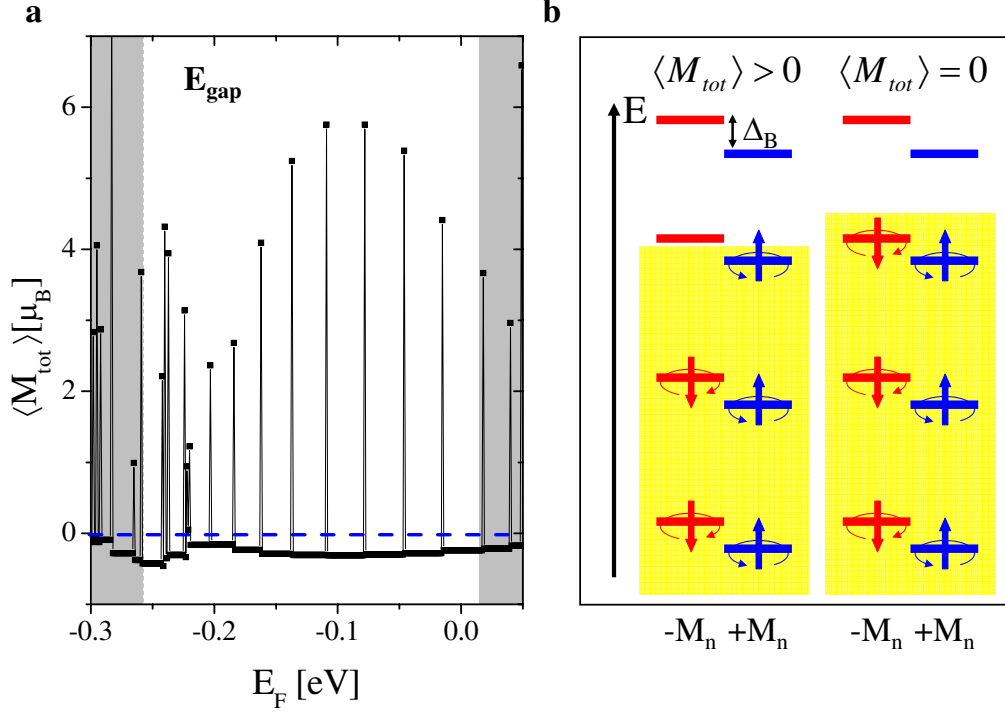 a
E_gap
⟨M_tot⟩[μ_B]
6
4
2
0
-0.3 -0.2 -0.1 0.0
E_F [eV]
b
⟨M_tot⟩ > 0 ⟨M_tot⟩ = 0
E
Δ_B
-M_n +M_n -M_n +M_n